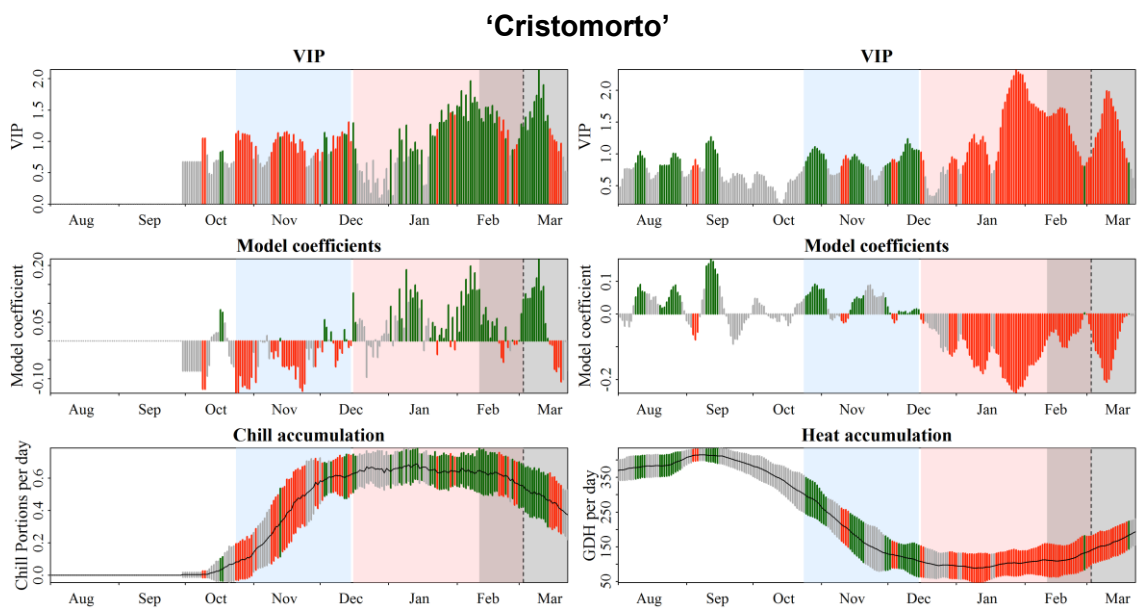 ‘Cristomorto’
VIP
VIP
2.0
1.5
1.0
0.5
0.0
Aug Sep Oct Nov Dec Jan Feb Mar
VIP
VIP
2.0
1.5
1.0
0.5
Aug Sep Oct Nov Dec Jan Feb Mar
Model coefficients
Model coefficient
0.20
0.05
-0.10
Aug Sep Oct Nov Dec Jan Feb Mar
Model coefficients
Model coefficient
0.1
0.0
-0.2
Aug Sep Oct Nov Dec Jan Feb Mar
Chill accumulation
Chill Portions per day
0.6
0.4
0.2
0.0
Aug Sep Oct Nov Dec Jan Feb Mar
Heat accumulation
GDH per day
350
250
150
50
Aug Sep Oct Nov Dec Jan Feb Mar